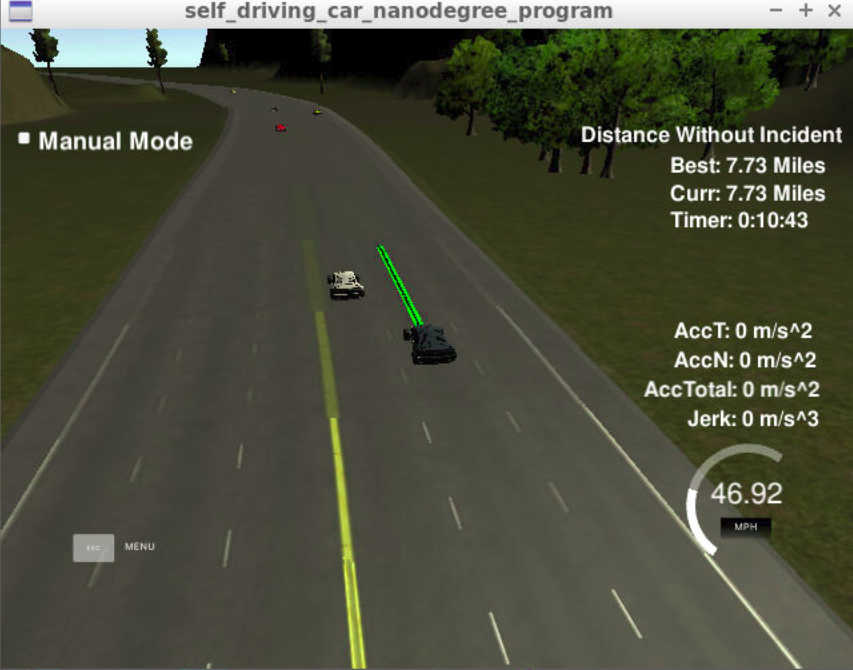 self_driving_car_nanodegree_program
Manual Mode
Distance Without Incident
Best: 7.73 Miles
Curr: 7.73 Miles
Timer: 0:10:43
AccT: 0 m/s^2
AccN: 0 m/s^2
AccTotal: 0 m/s^2
Jerk: 0 m/s^3
46.92
MPH
ESC MENU